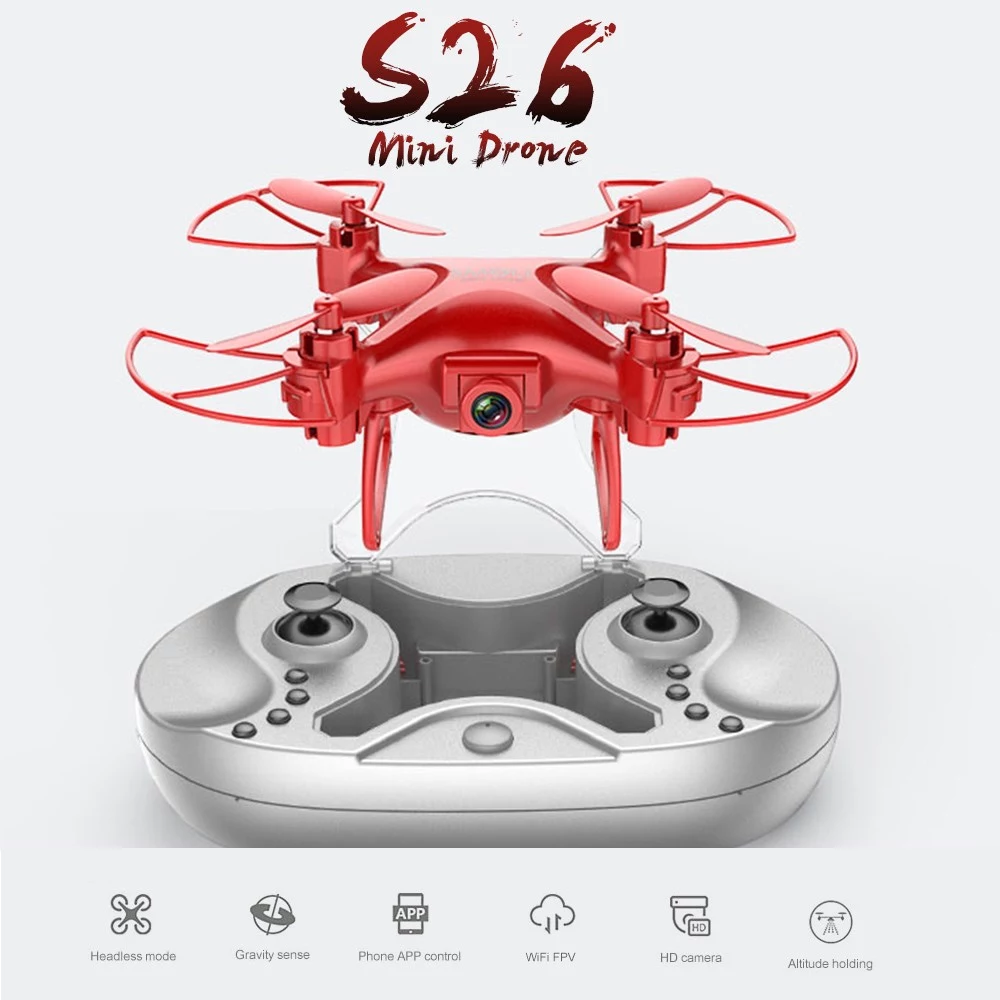 S26
Mini Drone
APP
HD
Headless mode
Gravity sense
Phone APP control
WiFi FPV
HD camera
Altitude holding